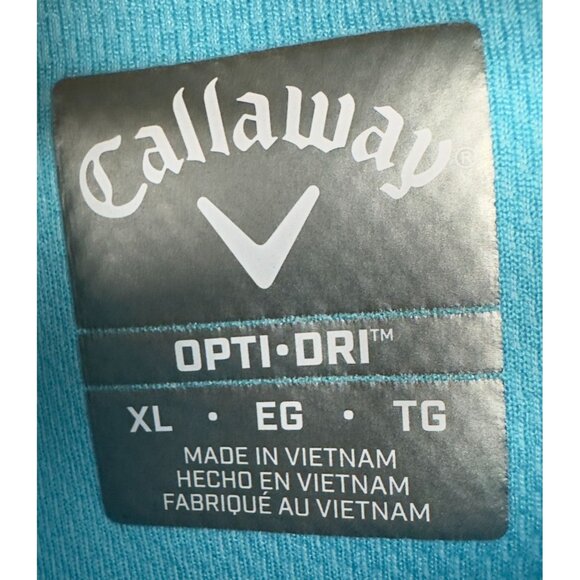 Callaway®
OPTI•DRI™
XL • EG • TG
MADE IN VIETNAM
HECHO EN VIETNAM
FABRIQUÉ AU VIETNAM